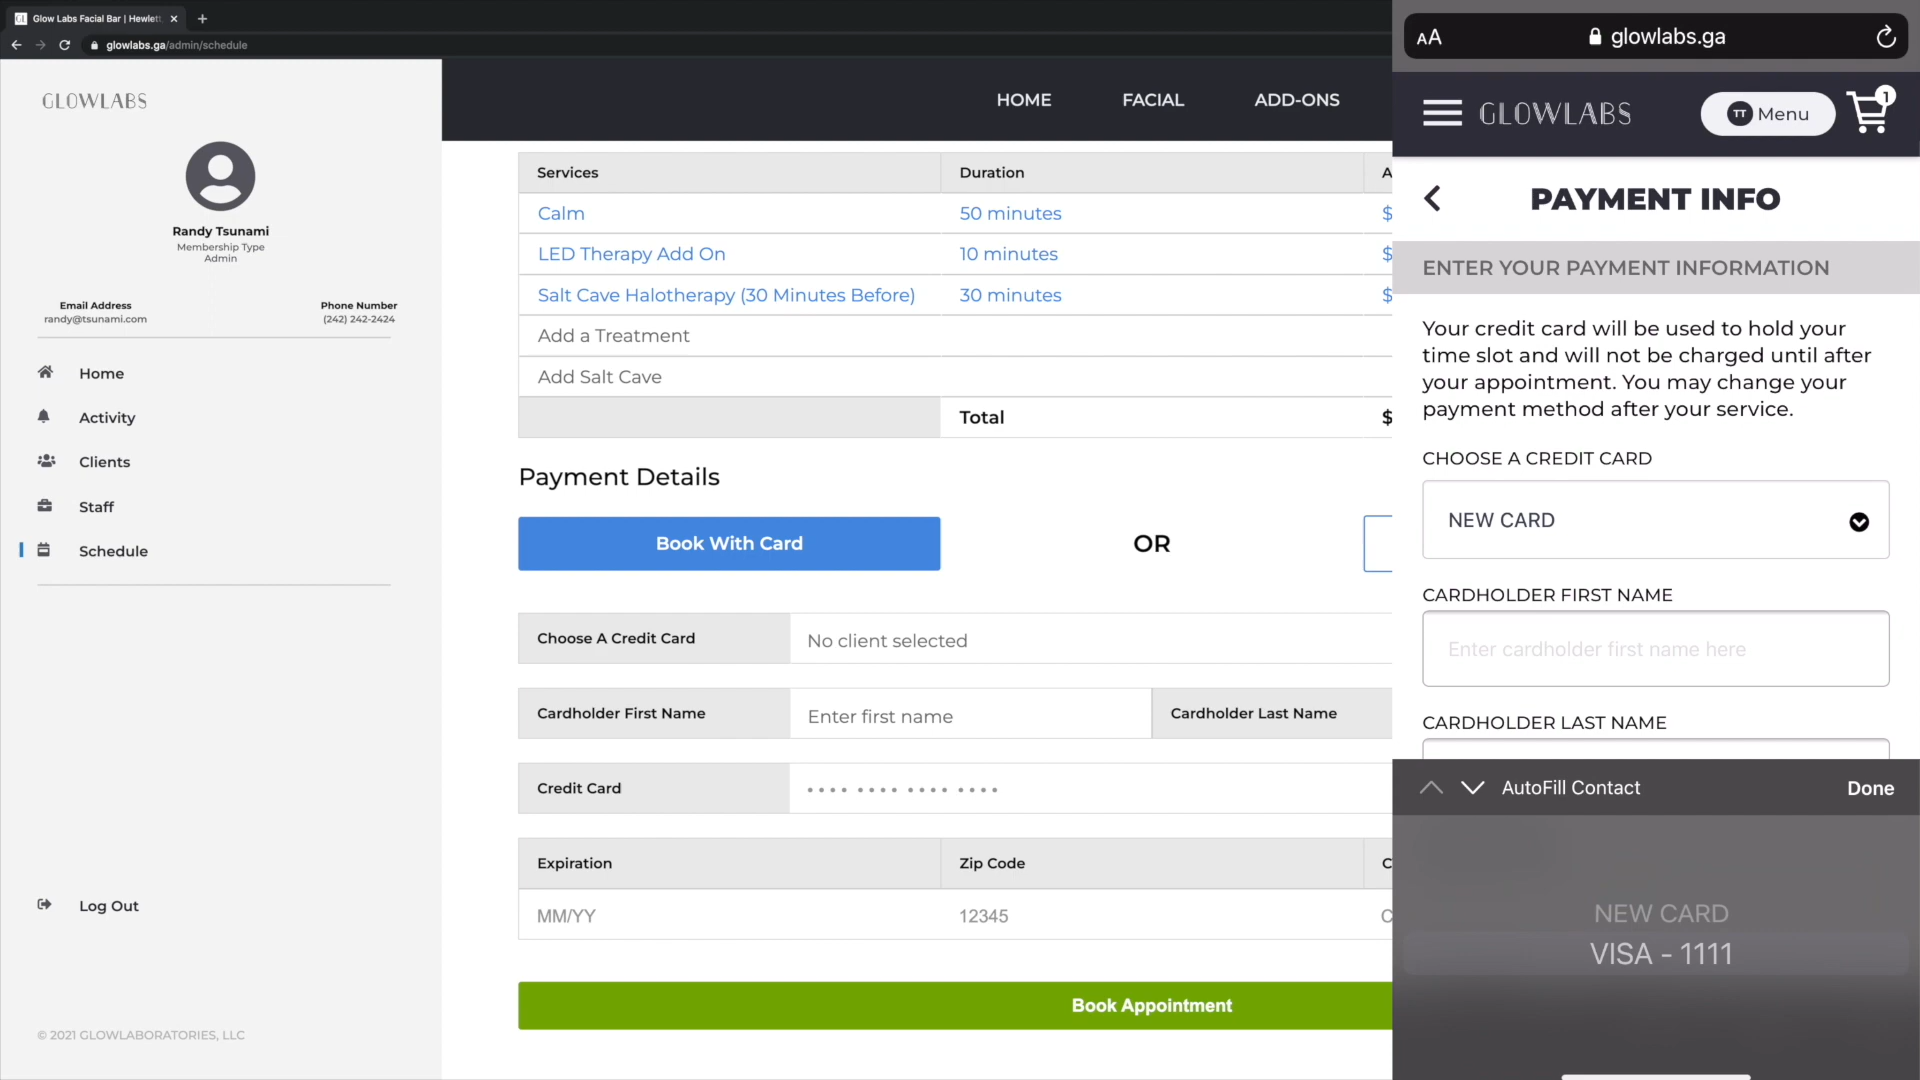 Glow Labs Facial Bar | Hewlett
glowlabs.ga/admin/schedule
GLOWLABS
Randy Tsunami
Membership Type
Admin
Email Address
randy@tsunami.com
Phone Number
(242) 242-2424
Home
Activity
Clients
Staff
Schedule
Log Out
© 2021 GLOWLABORATORIES, LLC
HOME FACIAL ADD-ONS
Services Duration A
Calm 50 minutes $
LED Therapy Add On 10 minutes $
Salt Cave Halotherapy (30 Minutes Before) 30 minutes $
Add a Treatment
Add Salt Cave
Total $
Payment Details
Book With Card OR
Choose A Credit Card No client selected
Cardholder First Name Enter first name Cardholder Last Name
Credit Card •••• •••• •••• ••••
Expiration Zip Code C
MM/YY 12345 C
Book Appointment
AA glowlabs.ga
GLOWLABS TT Menu 1
PAYMENT INFO
ENTER YOUR PAYMENT INFORMATION
Your credit card will be used to hold your
time slot and will not be charged until after
your appointment. You may change your
payment method after your service.
CHOOSE A CREDIT CARD
NEW CARD
CARDHOLDER FIRST NAME
Enter cardholder first name here
CARDHOLDER LAST NAME
AutoFill Contact Done
NEW CARD
VISA - 1111